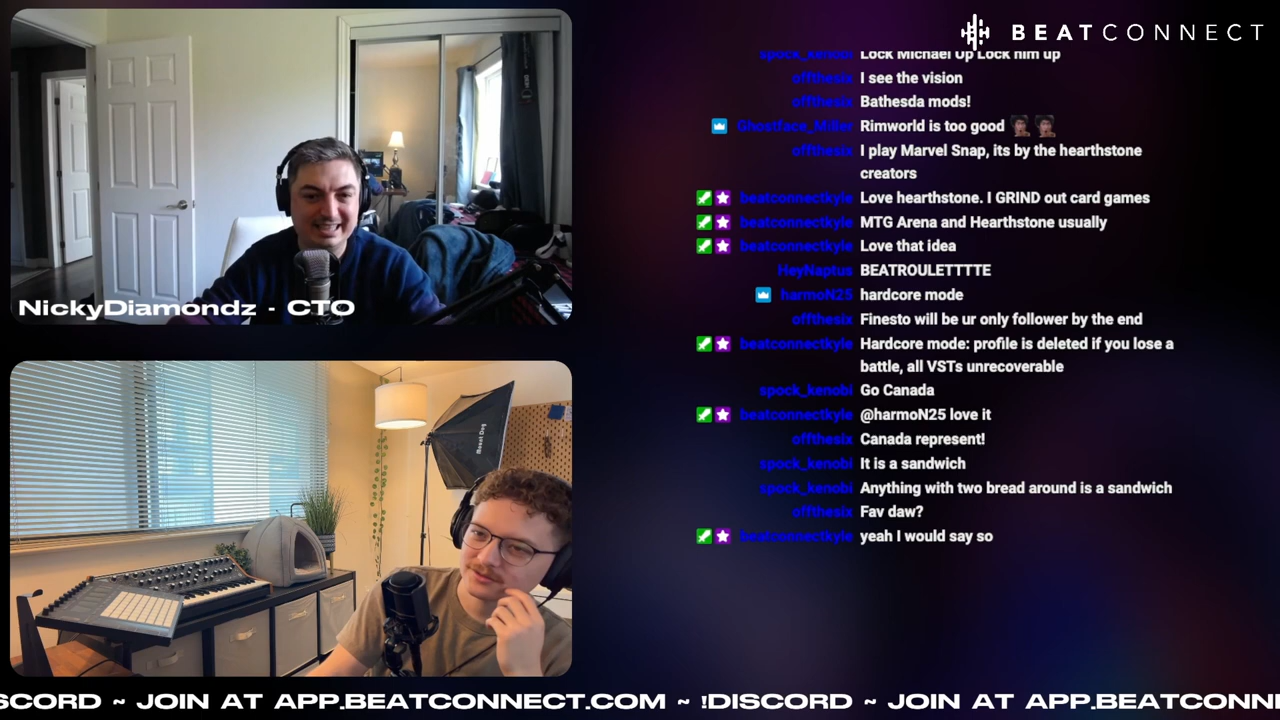 BEATCONNECT
spock_kenobi Lock Michael Up Lock him up
offthesix I see the vision
offthesix Bathesda mods!
Ghostface_Miller Rimworld is too good
offthesix I play Marvel Snap, its by the hearthstone
creators
beatconnectkyle Love hearthstone. I GRIND out card games
beatconnectkyle MTG Arena and Hearthstone usually
beatconnectkyle Love that idea
HeyNaptus BEATROULETTTTE
harmoN25 hardcore mode
offthesix Finesto will be ur only follower by the end
beatconnectkyle Hardcore mode: profile is deleted if you lose a
battle, all VSTs unrecoverable
spock_kenobi Go Canada
beatconnectkyle @harmoN25 love it
offthesix Canada represent!
spock_kenobi It is a sandwich
spock_kenobi Anything with two bread around is a sandwich
offthesix Fav daw?
beatconnectkyle yeah I would say so
NickyDiamondz - CTO
SCORD ~ JOIN AT APP.BEATCONNECT.COM ~ !DISCORD ~ JOIN AT APP.BEATCONN